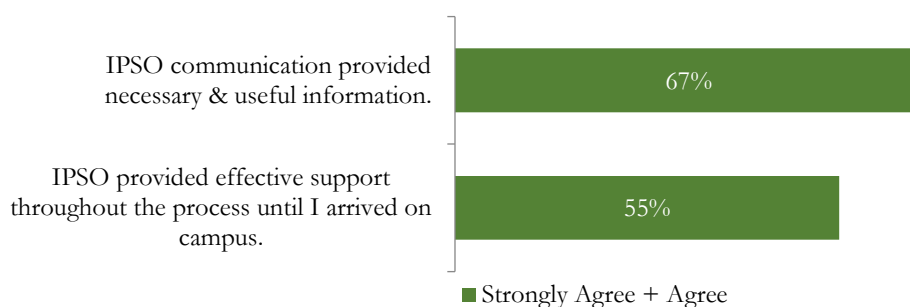 IPSO communication provided
necessary & useful information.
67%
IPSO provided effective support
throughout the process until I arrived on
campus.
55%
Strongly Agree + Agree